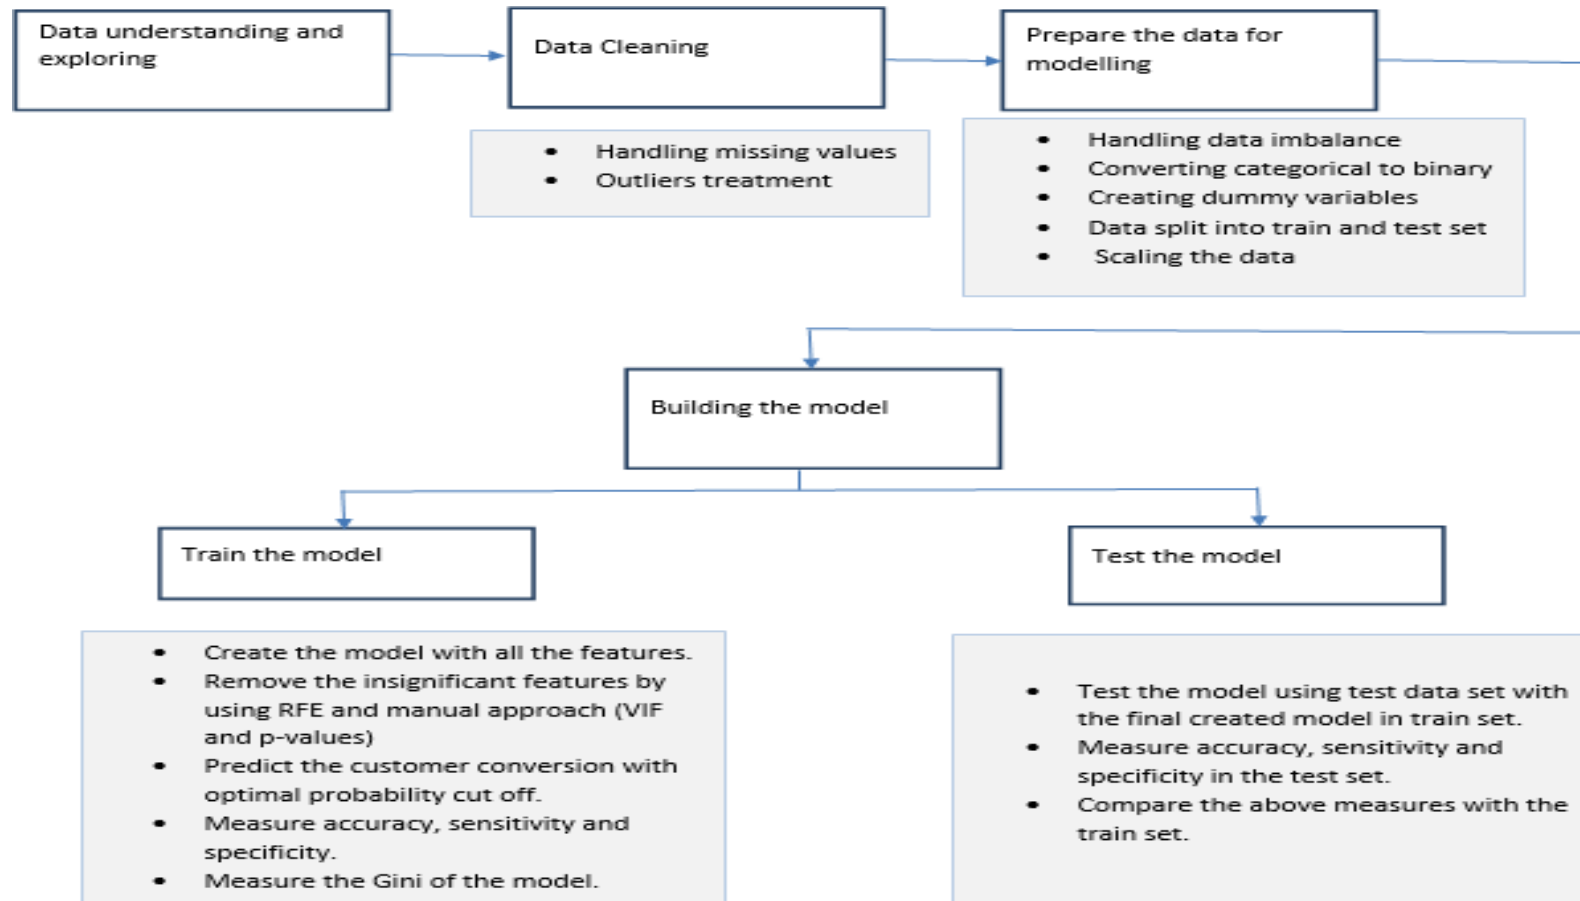 Data understanding and
exploring
Data Cleaning
Prepare the data for
modelling
• Handling missing values
• Outliers treatment
• Handling data imbalance
• Converting categorical to binary
• Creating dummy variables
• Data split into train and test set
• Scaling the data
Building the model
Train the model
Test the model
• Create the model with all the features.
• Remove the insignificant features by
using RFE and manual approach (VIF
and p-values)
• Predict the customer conversion with
optimal probability cut off.
• Measure accuracy, sensitivity and
specificity.
• Measure the Gini of the model.
• Test the model using test data set with
the final created model in train set.
• Measure accuracy, sensitivity and
specificity in the test set.
• Compare the above measures with the
train set.